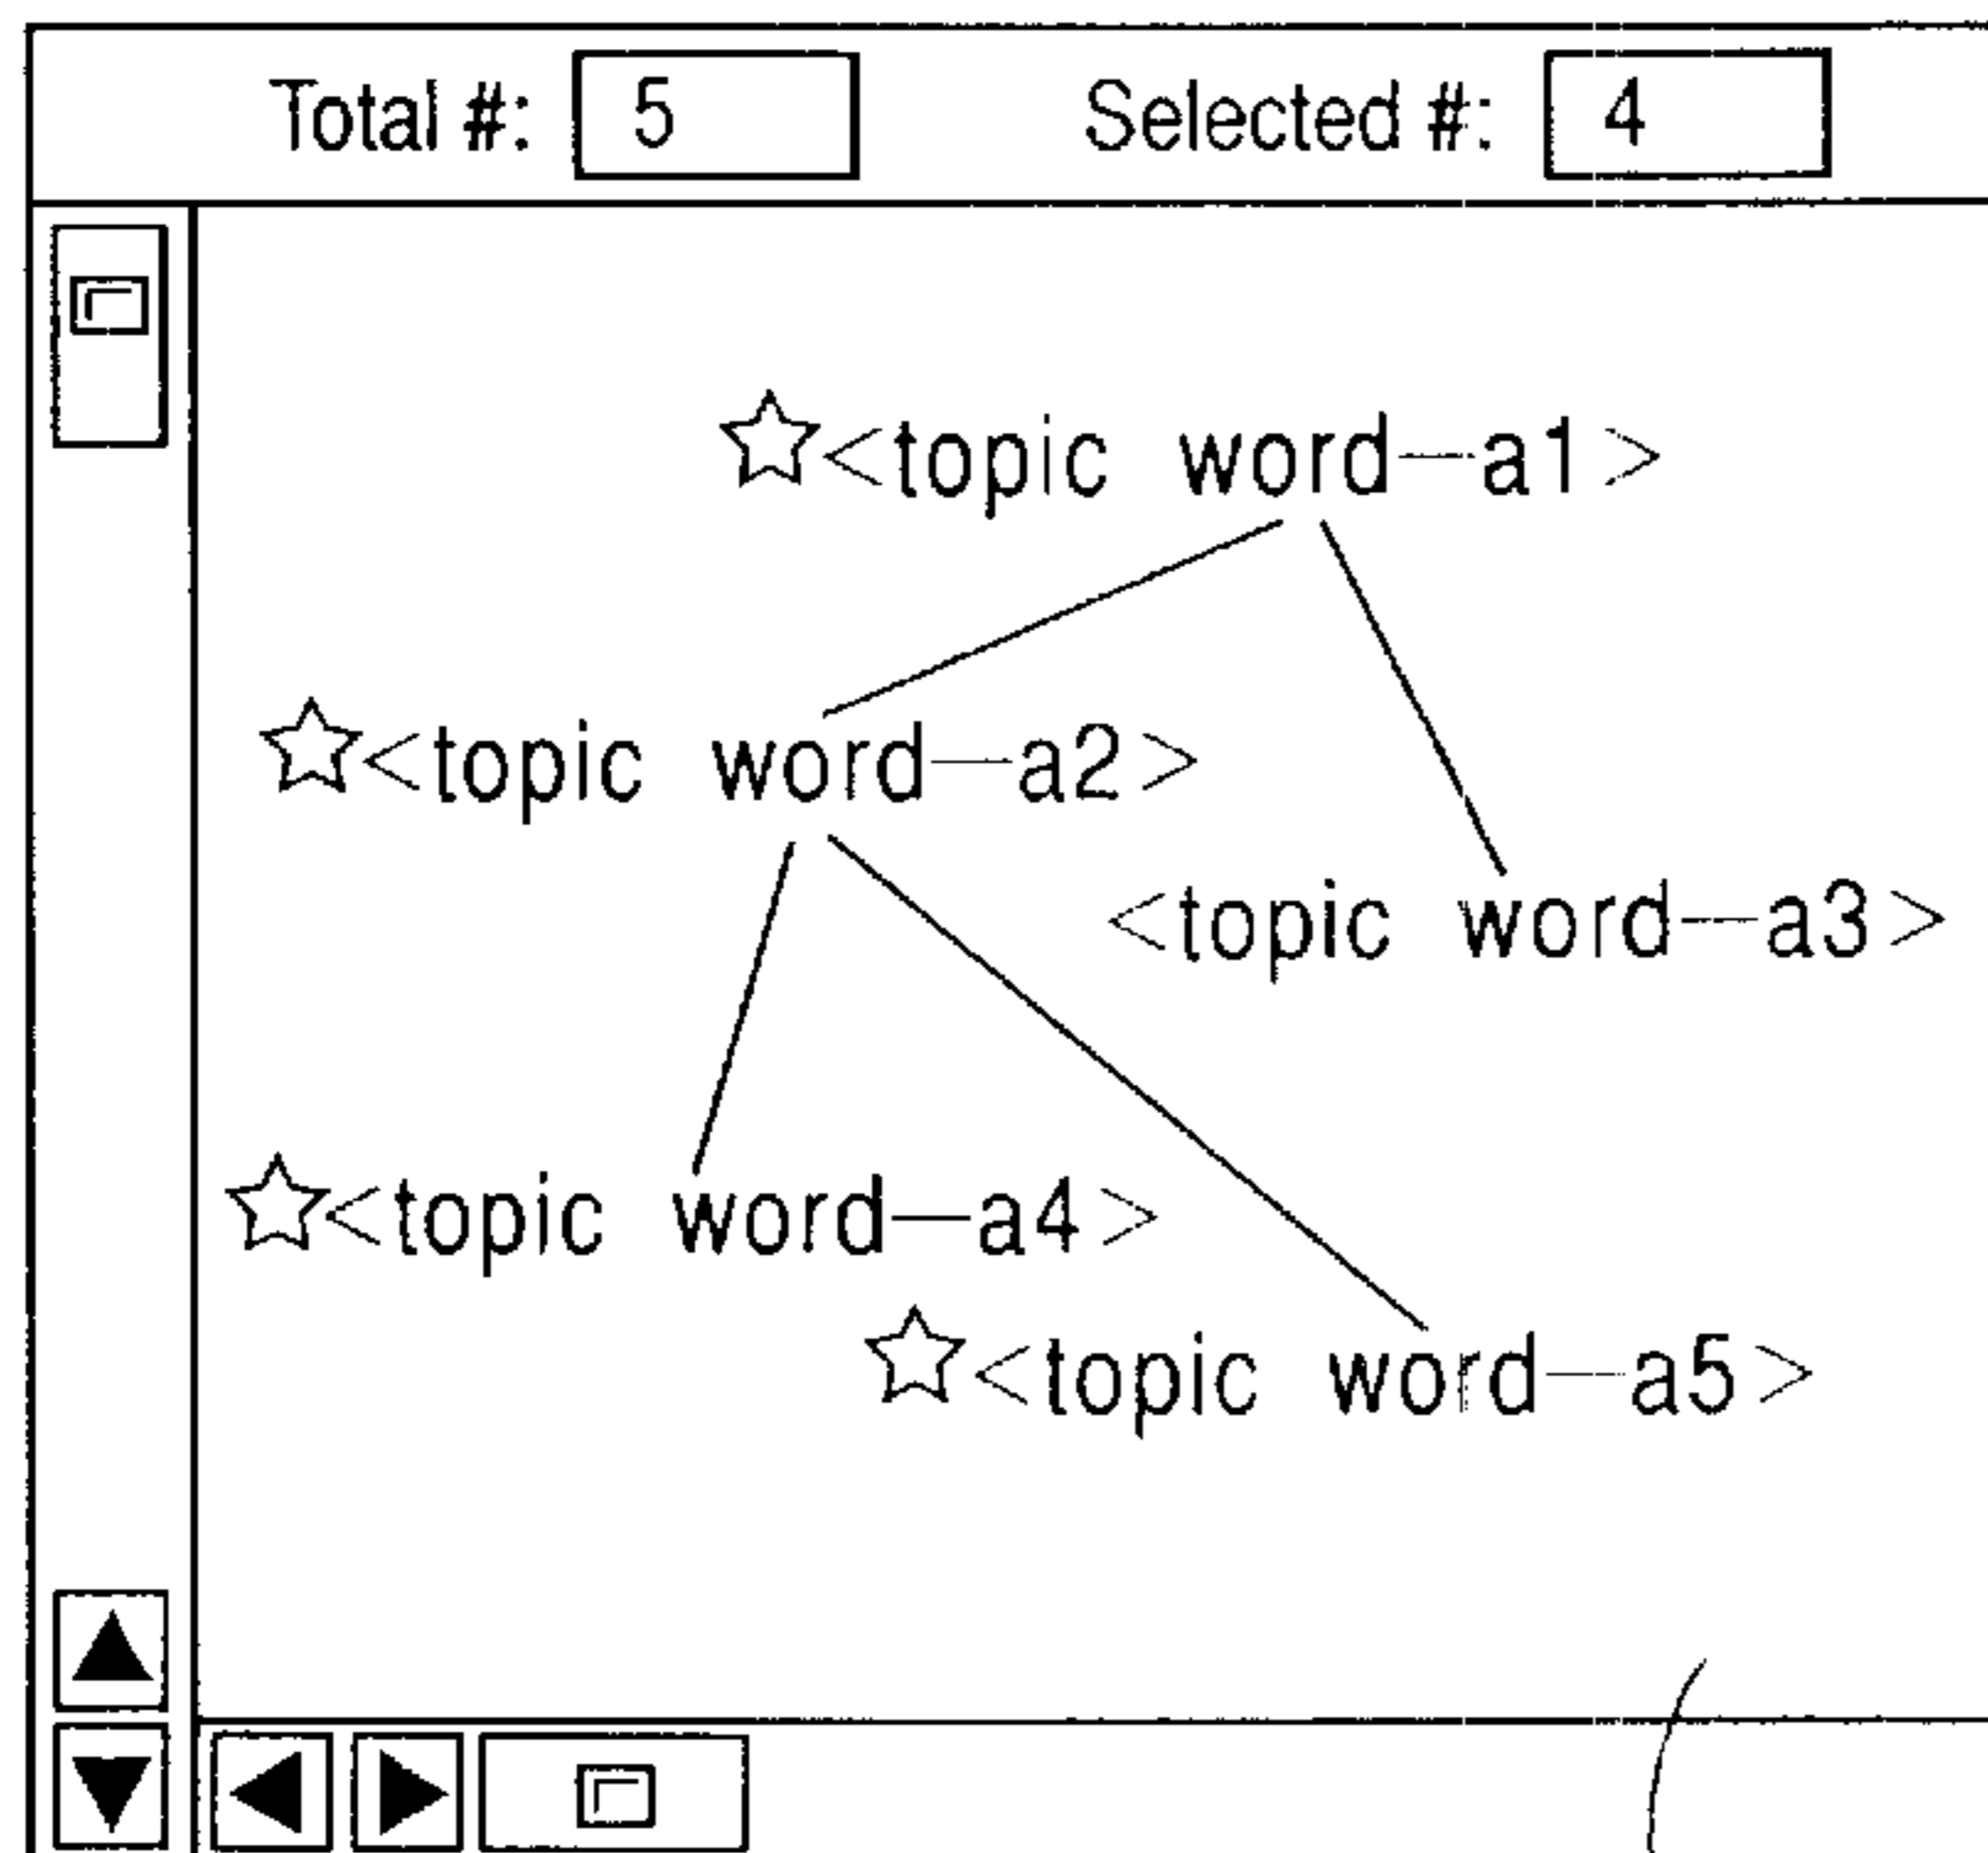 Total #: 5 Selected #: 4
☆<topic word—a1>
☆<topic word—a2>
<topic word—a3>
☆<topic word—a4>
☆<topic word—a5>